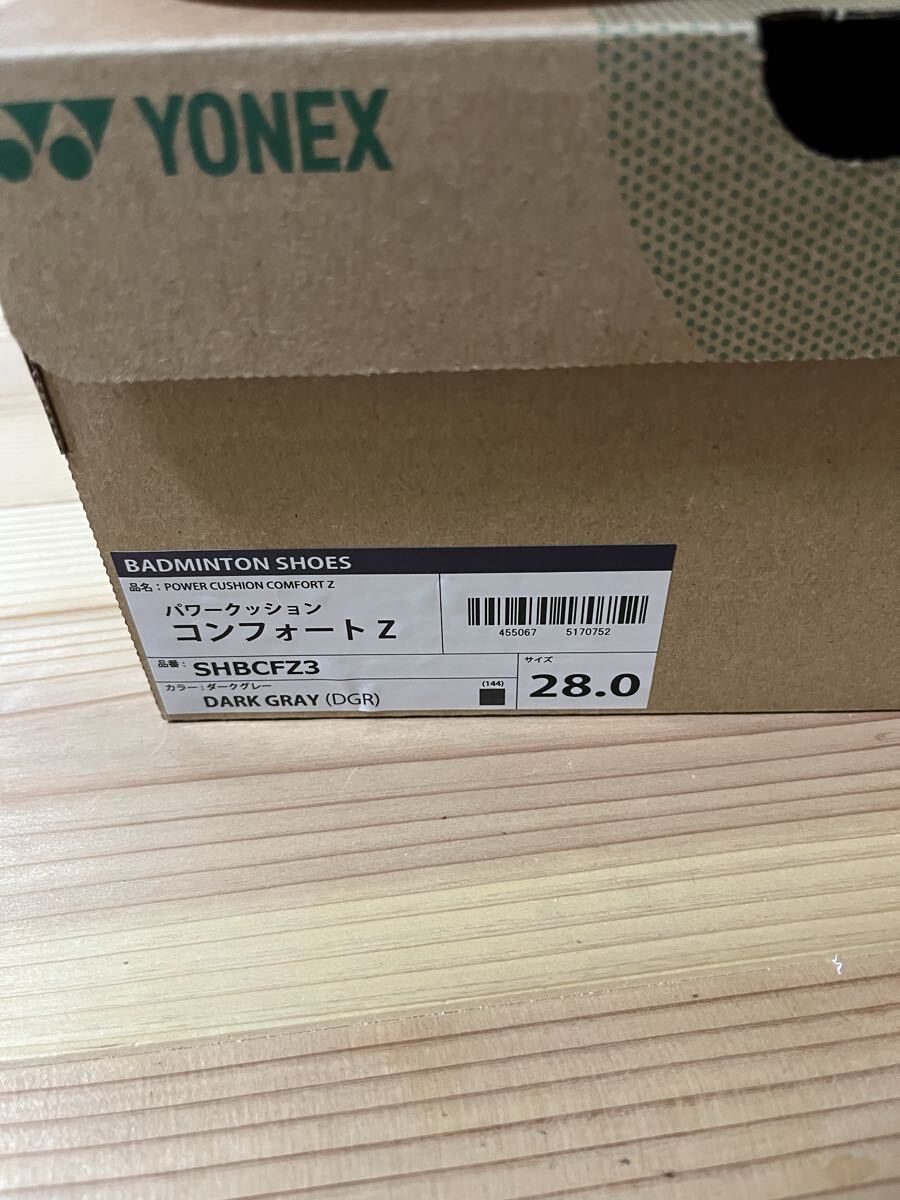 YONEX
BADMINTON SHOES
品名：POWER CUSHION COMFORT Z
パワークッション
コンフォート Z
455067 5170752
品番： SHBCFZ3
サイズ
28.0
カラー：ダークグレー
DARK GRAY (DGR)
(144)